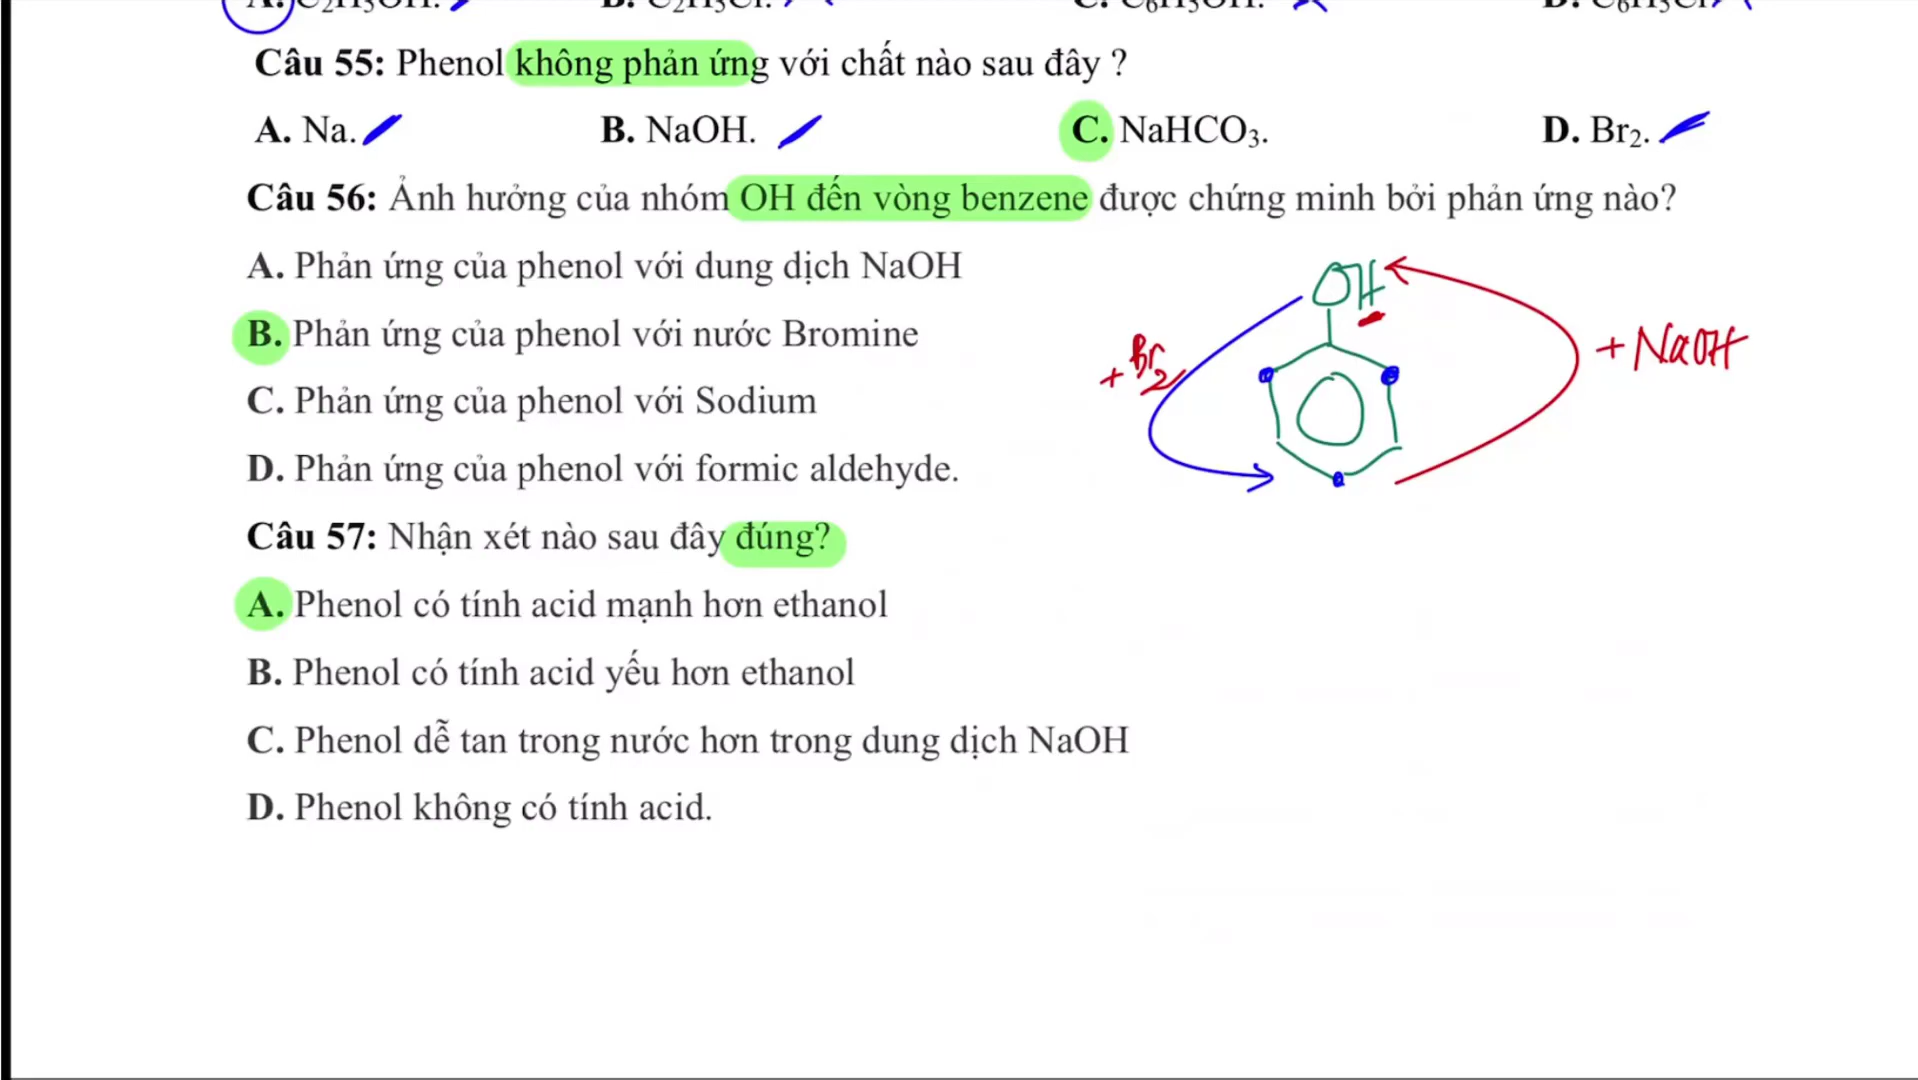 A. C₂H₅OH. B. C₂H₅Cl. C. C₆H₅OH. D. C₆H₅Cl
Câu 55: Phenol không phản ứng với chất nào sau đây ?
A. Na. B. NaOH. C. NaHCO₃. D. Br₂.
Câu 56: Ảnh hưởng của nhóm OH đến vòng benzene được chứng minh bởi phản ứng nào?
A. Phản ứng của phenol với dung dịch NaOH
B. Phản ứng của phenol với nước Bromine
C. Phản ứng của phenol với Sodium
D. Phản ứng của phenol với formic aldehyde.
OH
+ Br₂
+ NaOH
Câu 57: Nhận xét nào sau đây đúng?
A. Phenol có tính acid mạnh hơn ethanol
B. Phenol có tính acid yếu hơn ethanol
C. Phenol dễ tan trong nước hơn trong dung dịch NaOH
D. Phenol không có tính acid.